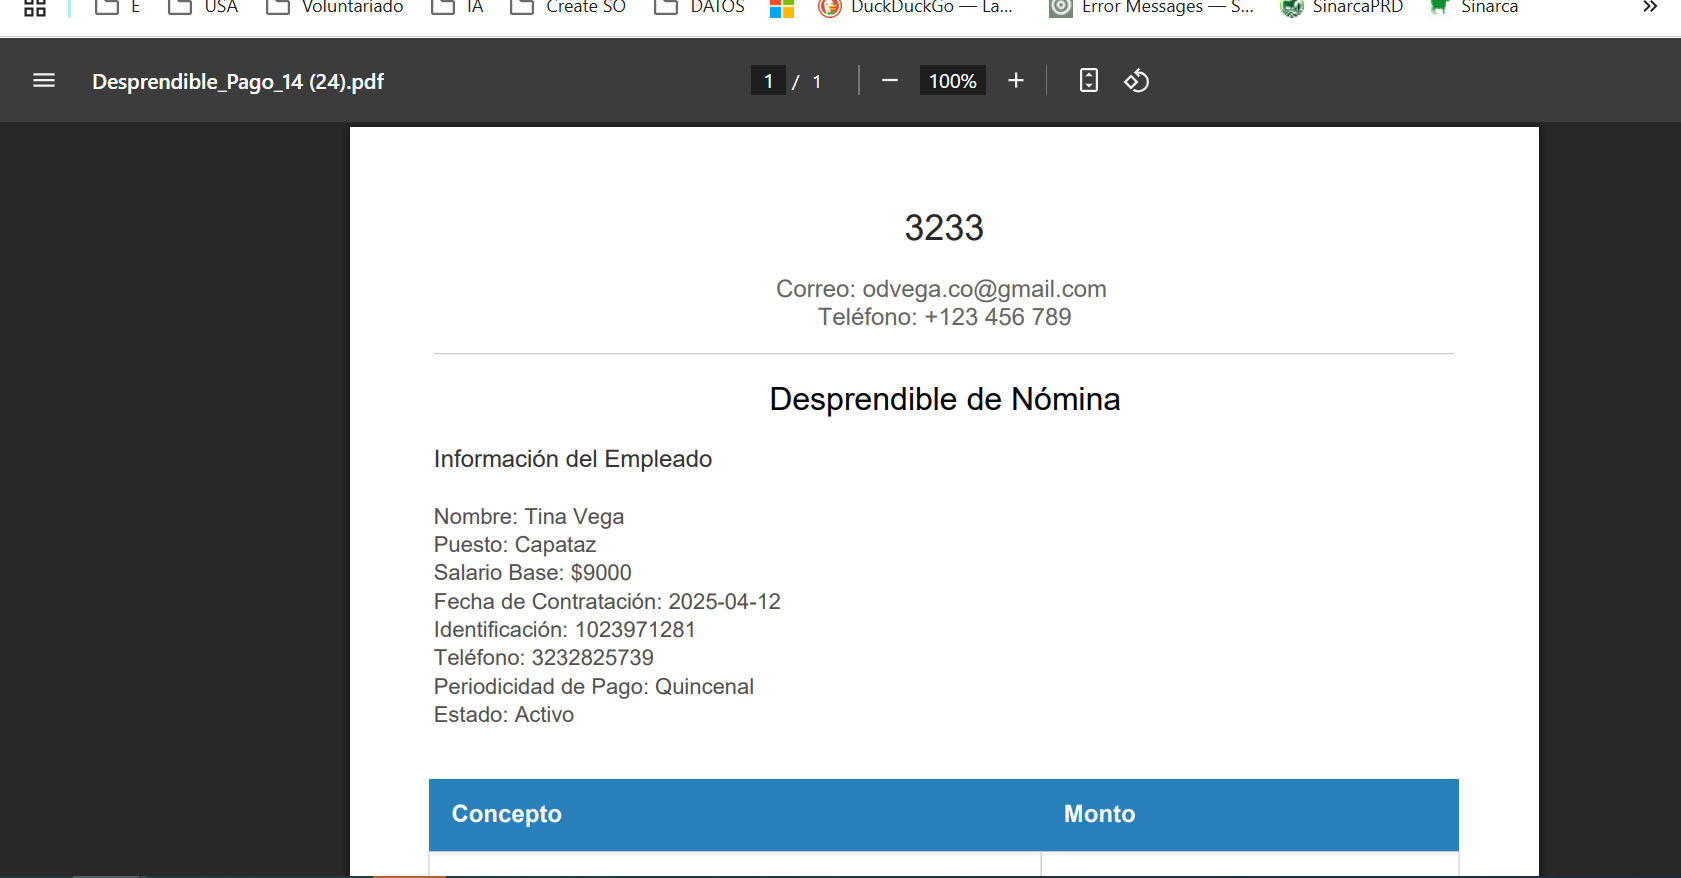 E USA Voluntariado IA Create SO DATOS DuckDuckGo — La... Error Messages — S... SinarcaPRD Sinarca
Desprendible_Pago_14 (24).pdf 1 / 1 100%
3233
Correo: odvega.co@gmail.com
Teléfono: +123 456 789
Desprendible de Nómina
Información del Empleado
Nombre: Tina Vega
Puesto: Capataz
Salario Base: $9000
Fecha de Contratación: 2025-04-12
Identificación: 1023971281
Teléfono: 3232825739
Periodicidad de Pago: Quincenal
Estado: Activo
Concepto Monto